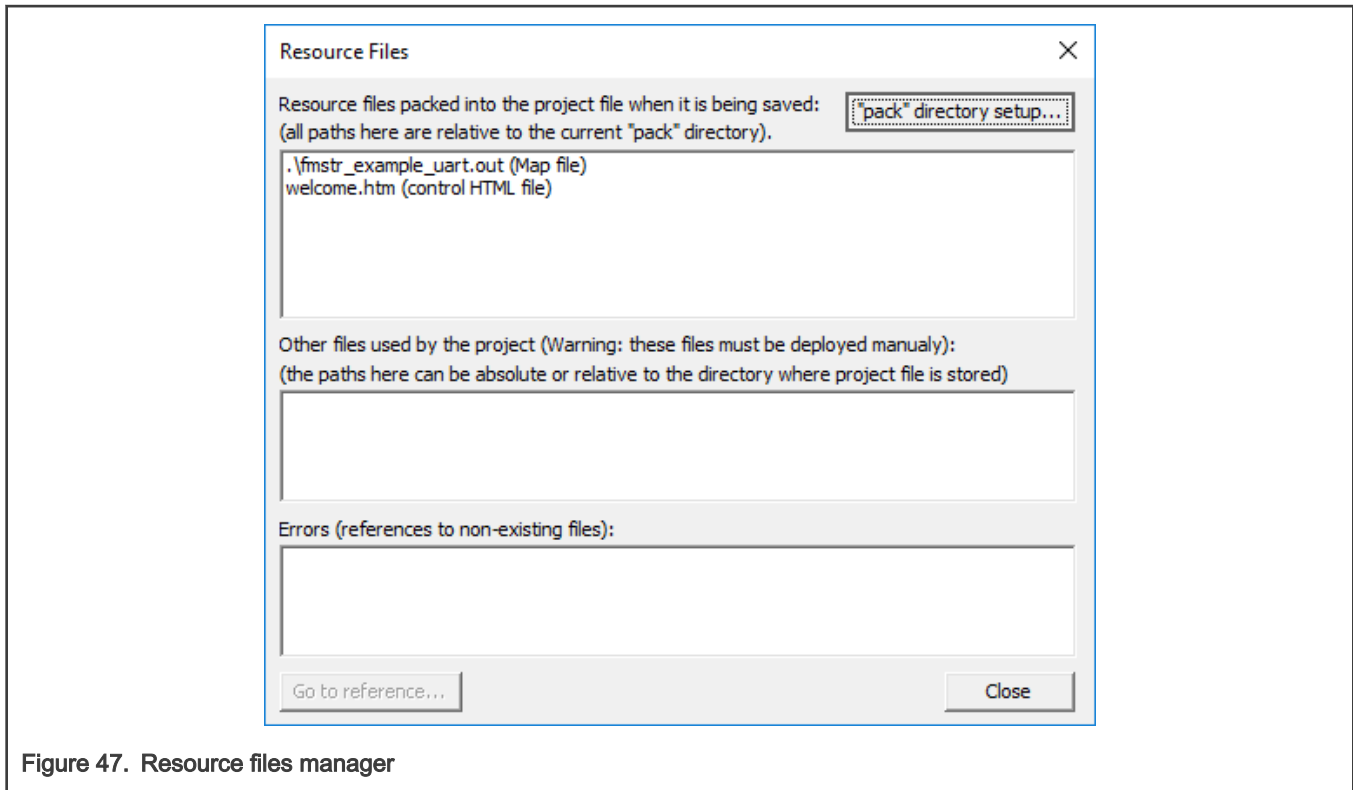 Resource Files
Resource files packed into the project file when it is being saved:
"pack" directory setup...
(all paths here are relative to the current "pack" directory).
.\fmstr_example_uart.out (Map file)
welcome.htm (control HTML file)
Other files used by the project (Warning: these files must be deployed manualy):
(the paths here can be absolute or relative to the directory where project file is stored)
Errors (references to non-existing files):
Go to reference...
Close
Figure 47. Resource files manager